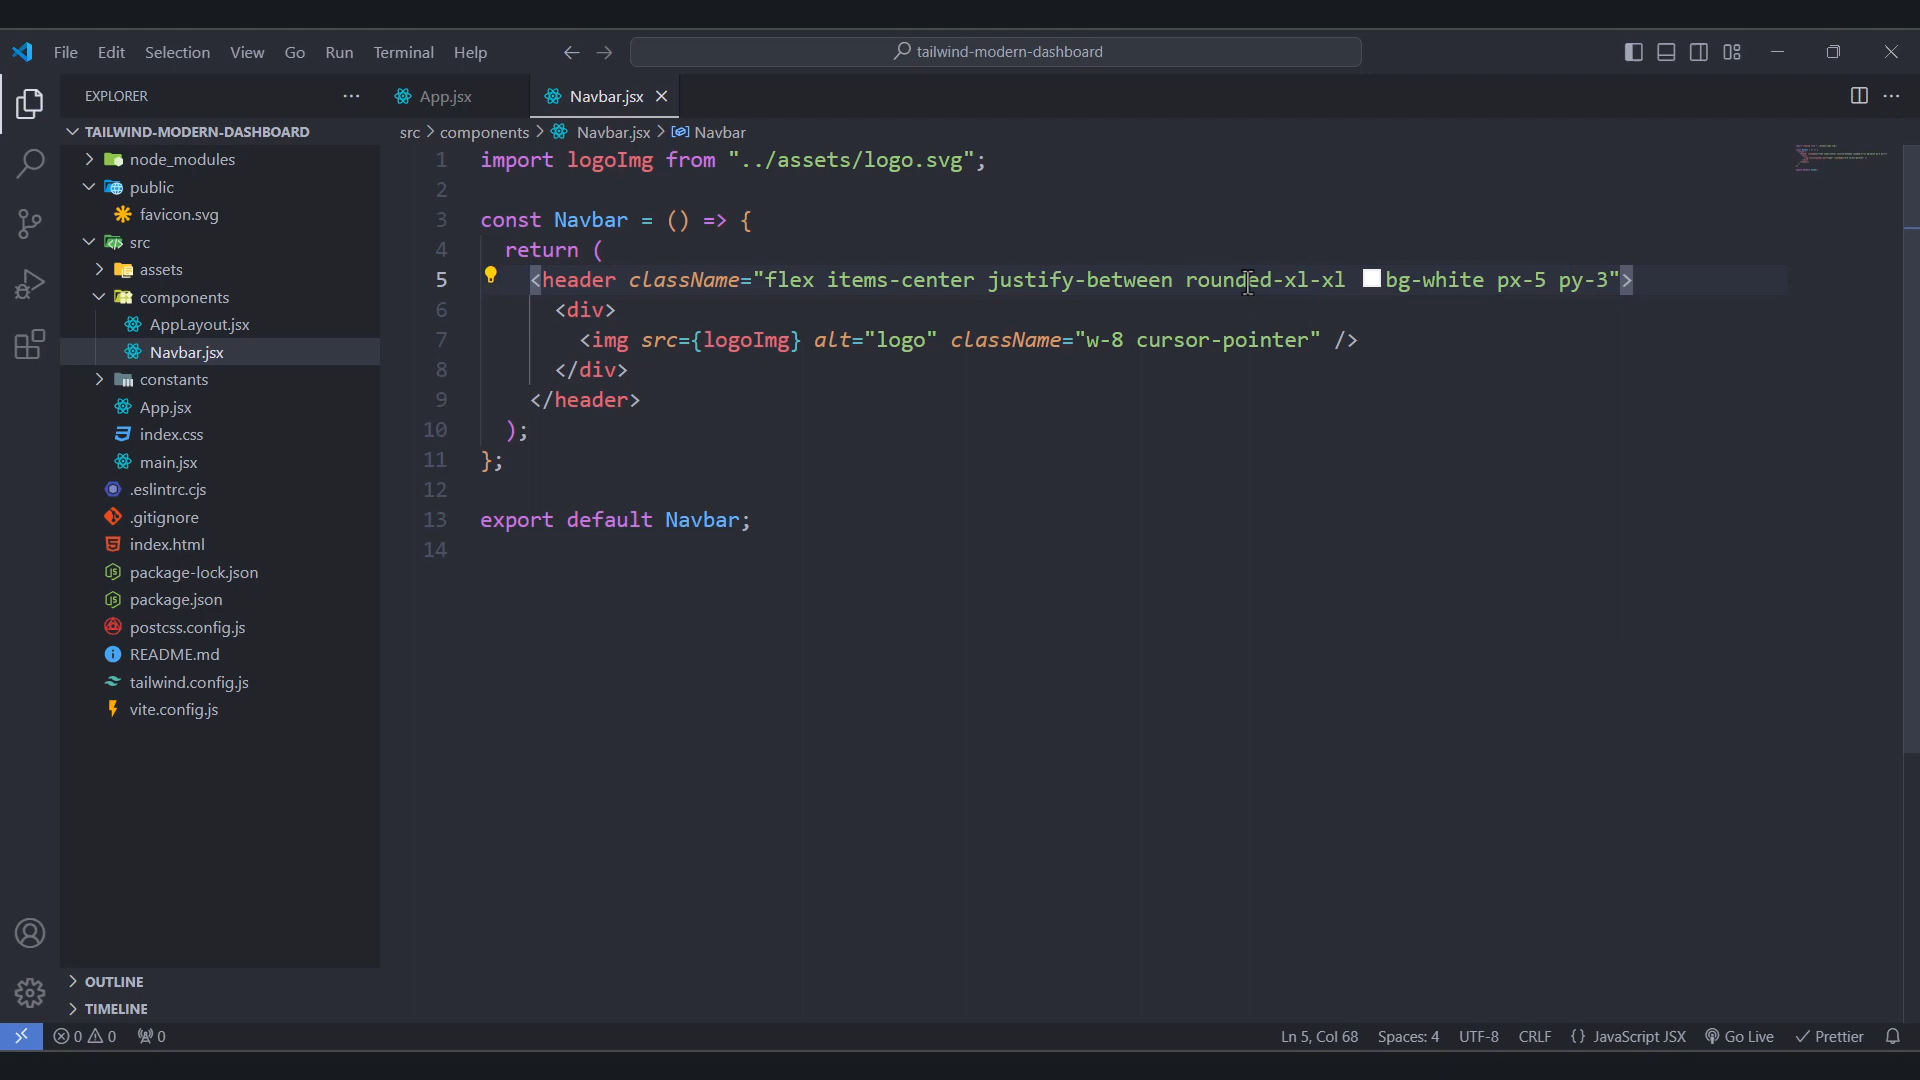 File Edit Selection View Go Run Terminal Help tailwind-modern-dashboard
EXPLORER
TAILWIND-MODERN-DASHBOARD
node_modules
public
favicon.svg
src
assets
components
AppLayout.jsx
Navbar.jsx
constants
App.jsx
index.css
main.jsx
.eslintrc.cjs
.gitignore
index.html
package-lock.json
package.json
postcss.config.js
README.md
tailwind.config.js
vite.config.js
OUTLINE
TIMELINE
App.jsx Navbar.jsx
src > components > Navbar.jsx > Navbar
1 import logoImg from "../assets/logo.svg";
2
3 const Navbar = () => {
4 return (
5 <header className="flex items-center justify-between rounded-xl-xl bg-white px-5 py-3">
6 <div>
7 <img src={logoImg} alt="logo" className="w-8 cursor-pointer" />
8 </div>
9 </header>
10 );
11 };
12
13 export default Navbar;
14
0 0 0 Ln 5, Col 68 Spaces: 4 UTF-8 CRLF {} JavaScript JSX Go Live Prettier